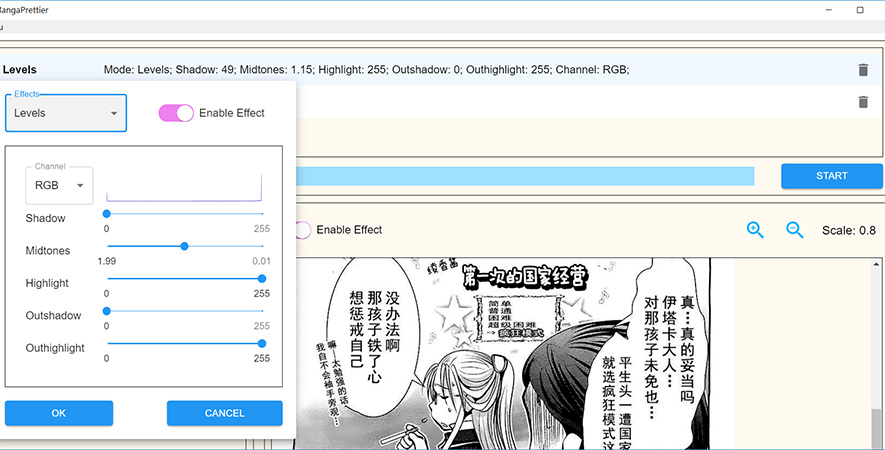 MangaPrettier
u
Levels
Mode: Levels; Shadow: 49; Midtones: 1.15; Highlight: 255; Outshadow: 0; Outhighlight: 255; Channel: RGB;
Effects
Levels
Enable Effect
Channel
RGB
Shadow
0
255
Midtones
1.99
0.01
Highlight
0
255
Outshadow
0
255
Outhighlight
0
255
OK
CANCEL
START
Enable Effect
Scale: 0.8
真…真的妥当吗
伊塔卡大人…
对那孩子未免也…
平生头一遭国家
就选疯狂模式这
绫香酱
第一次的国家经营
简单
普通
困难
超级困难
→疯狂模式
没办法啊
那孩子铁了心
想惩戒自己
嘛—太勉强的话
我自不会袖手旁观…